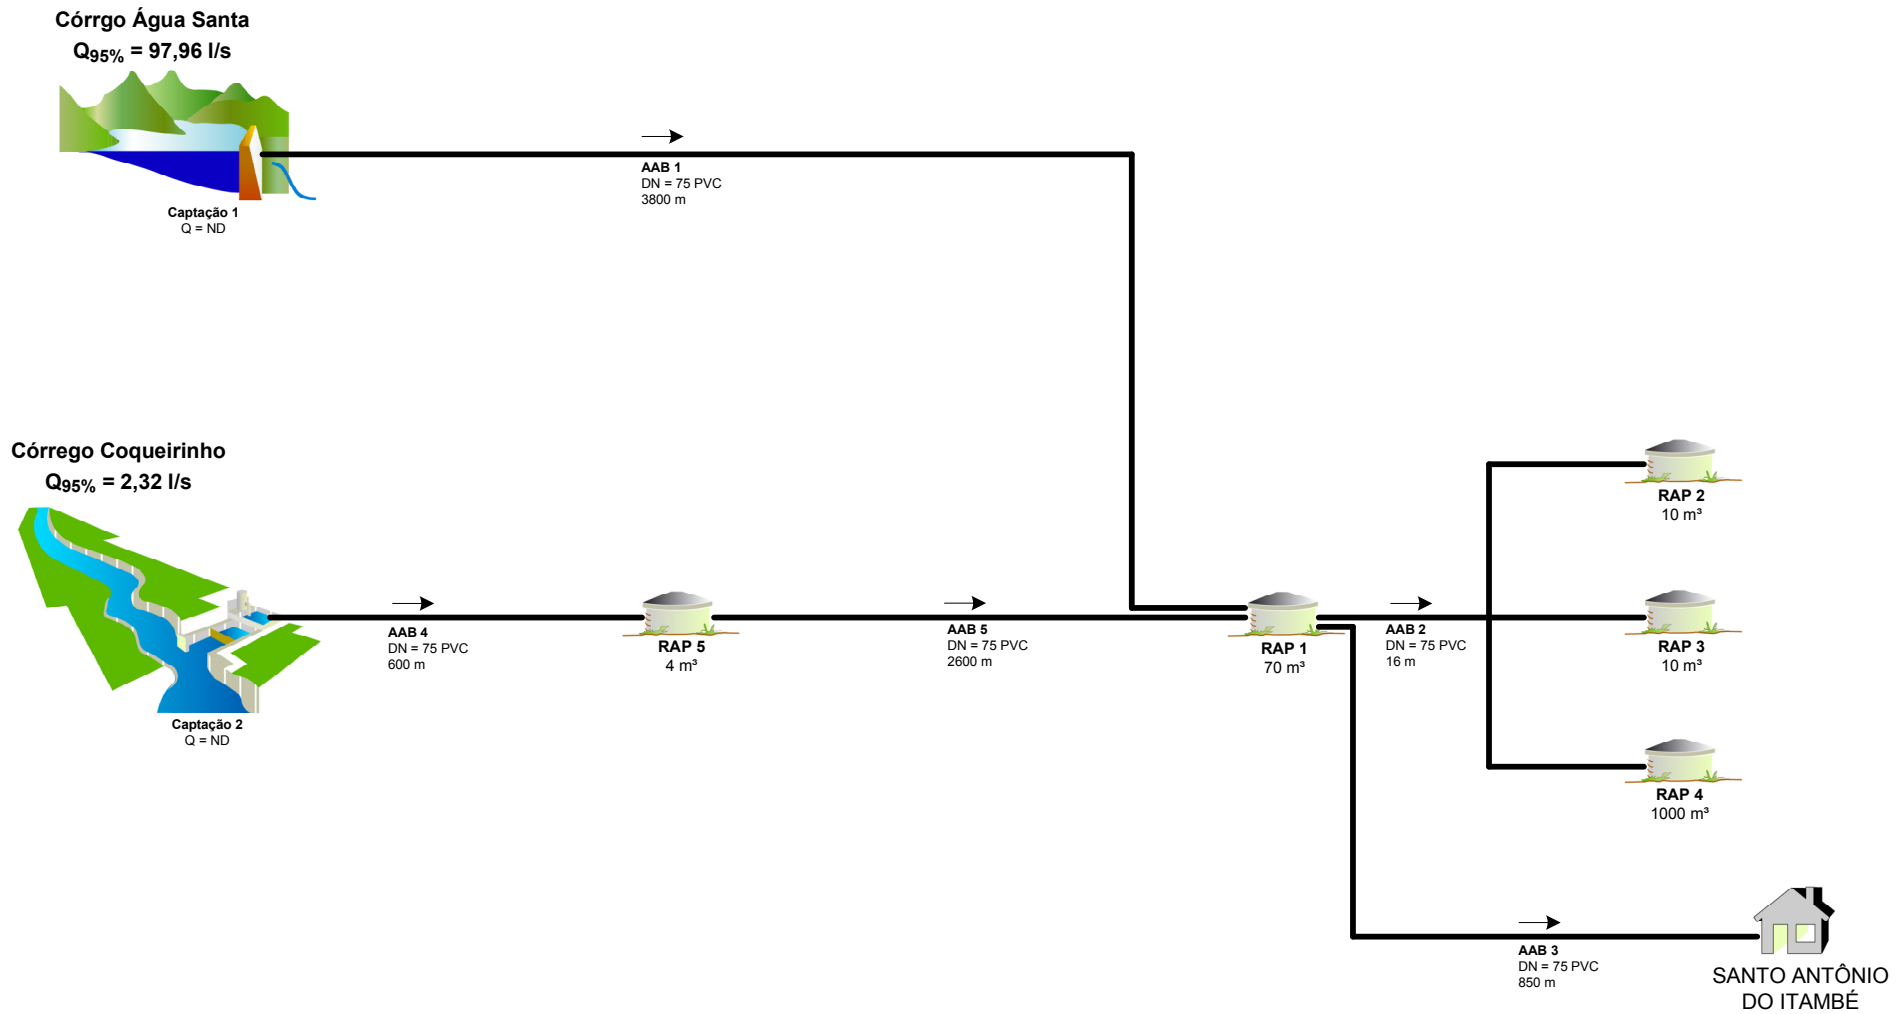 Córrgo Água Santa
Q95% = 97,96 l/s
Captação 1
Q = ND
AAB 1
DN = 75 PVC
3800 m
Córrego Coqueirinho
Q95% = 2,32 l/s
Captação 2
Q = ND
AAB 4
DN = 75 PVC
600 m
RAP 5
4 m³
AAB 5
DN = 75 PVC
2600 m
RAP 1
70 m³
AAB 2
DN = 75 PVC
16 m
RAP 2
10 m³
RAP 3
10 m³
RAP 4
1000 m³
AAB 3
DN = 75 PVC
850 m
SANTO ANTÔNIO
DO ITAMBÉ